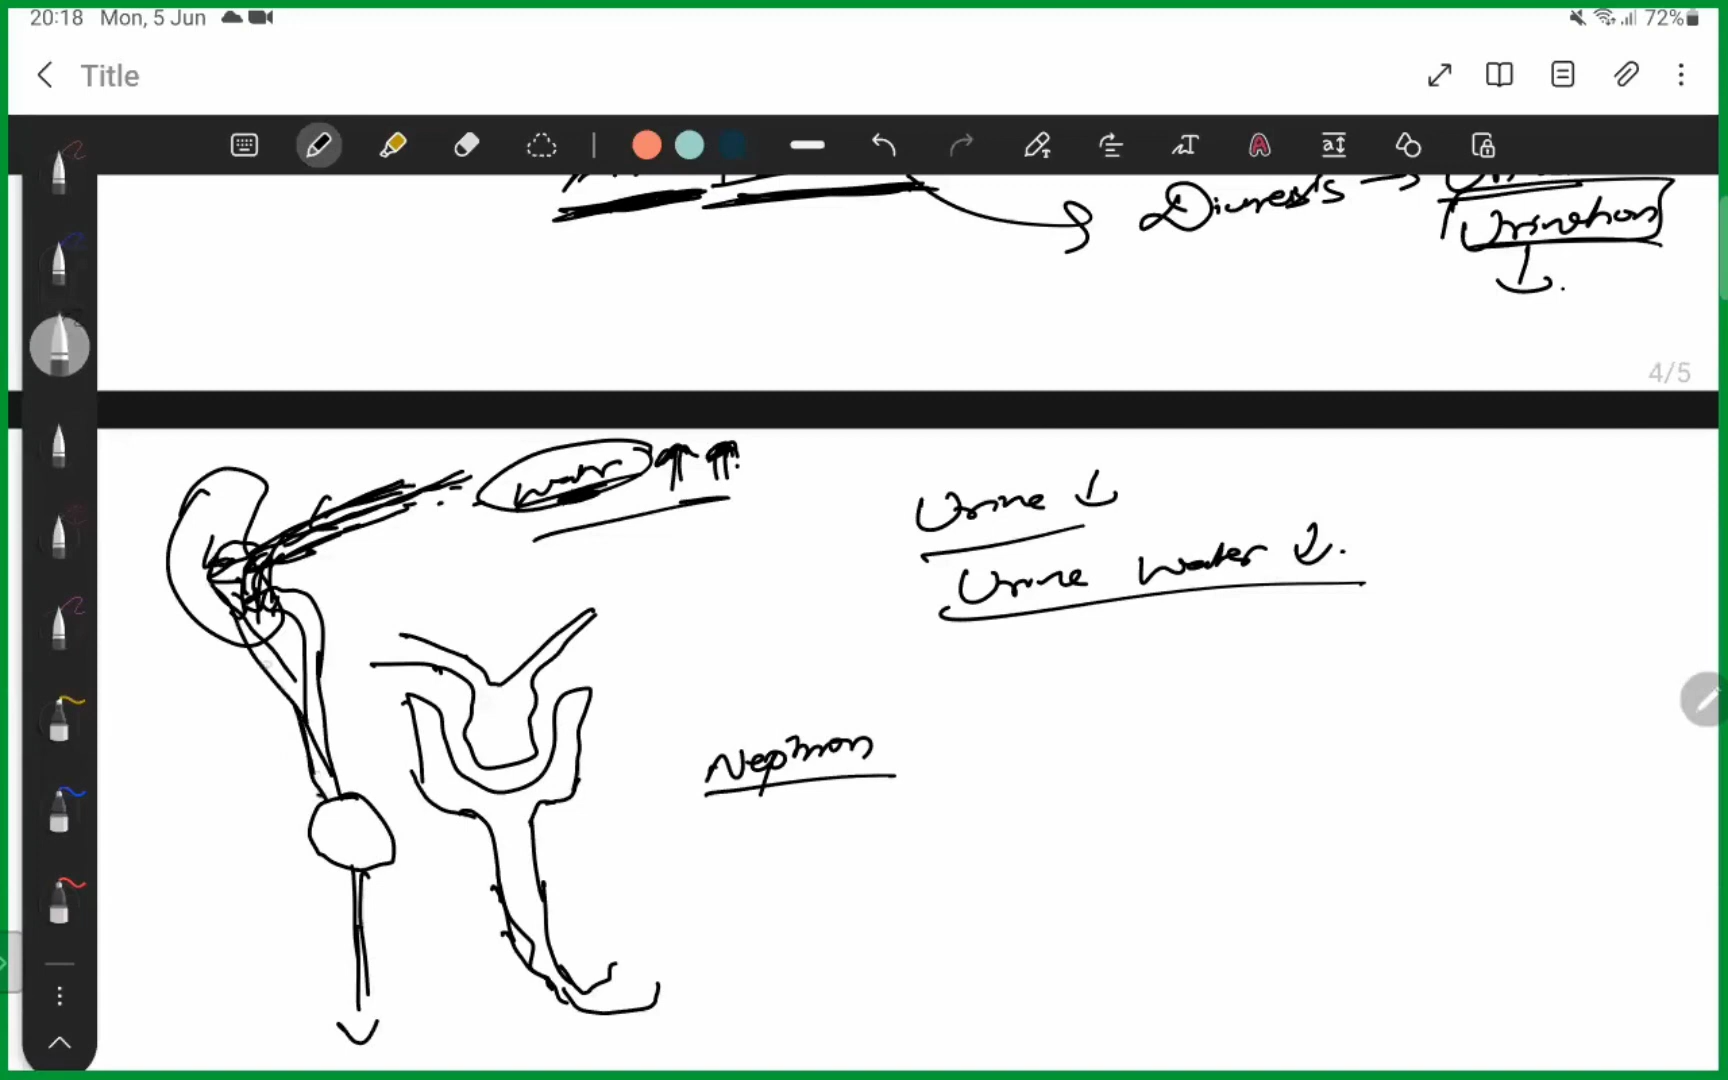 20:18 Mon, 5 Jun
72%
Title
Diuresis →
Urination
↓.
4/5
water ↑↑ ↑↑
Urine ↓
Urine Water ↓.
Nephron